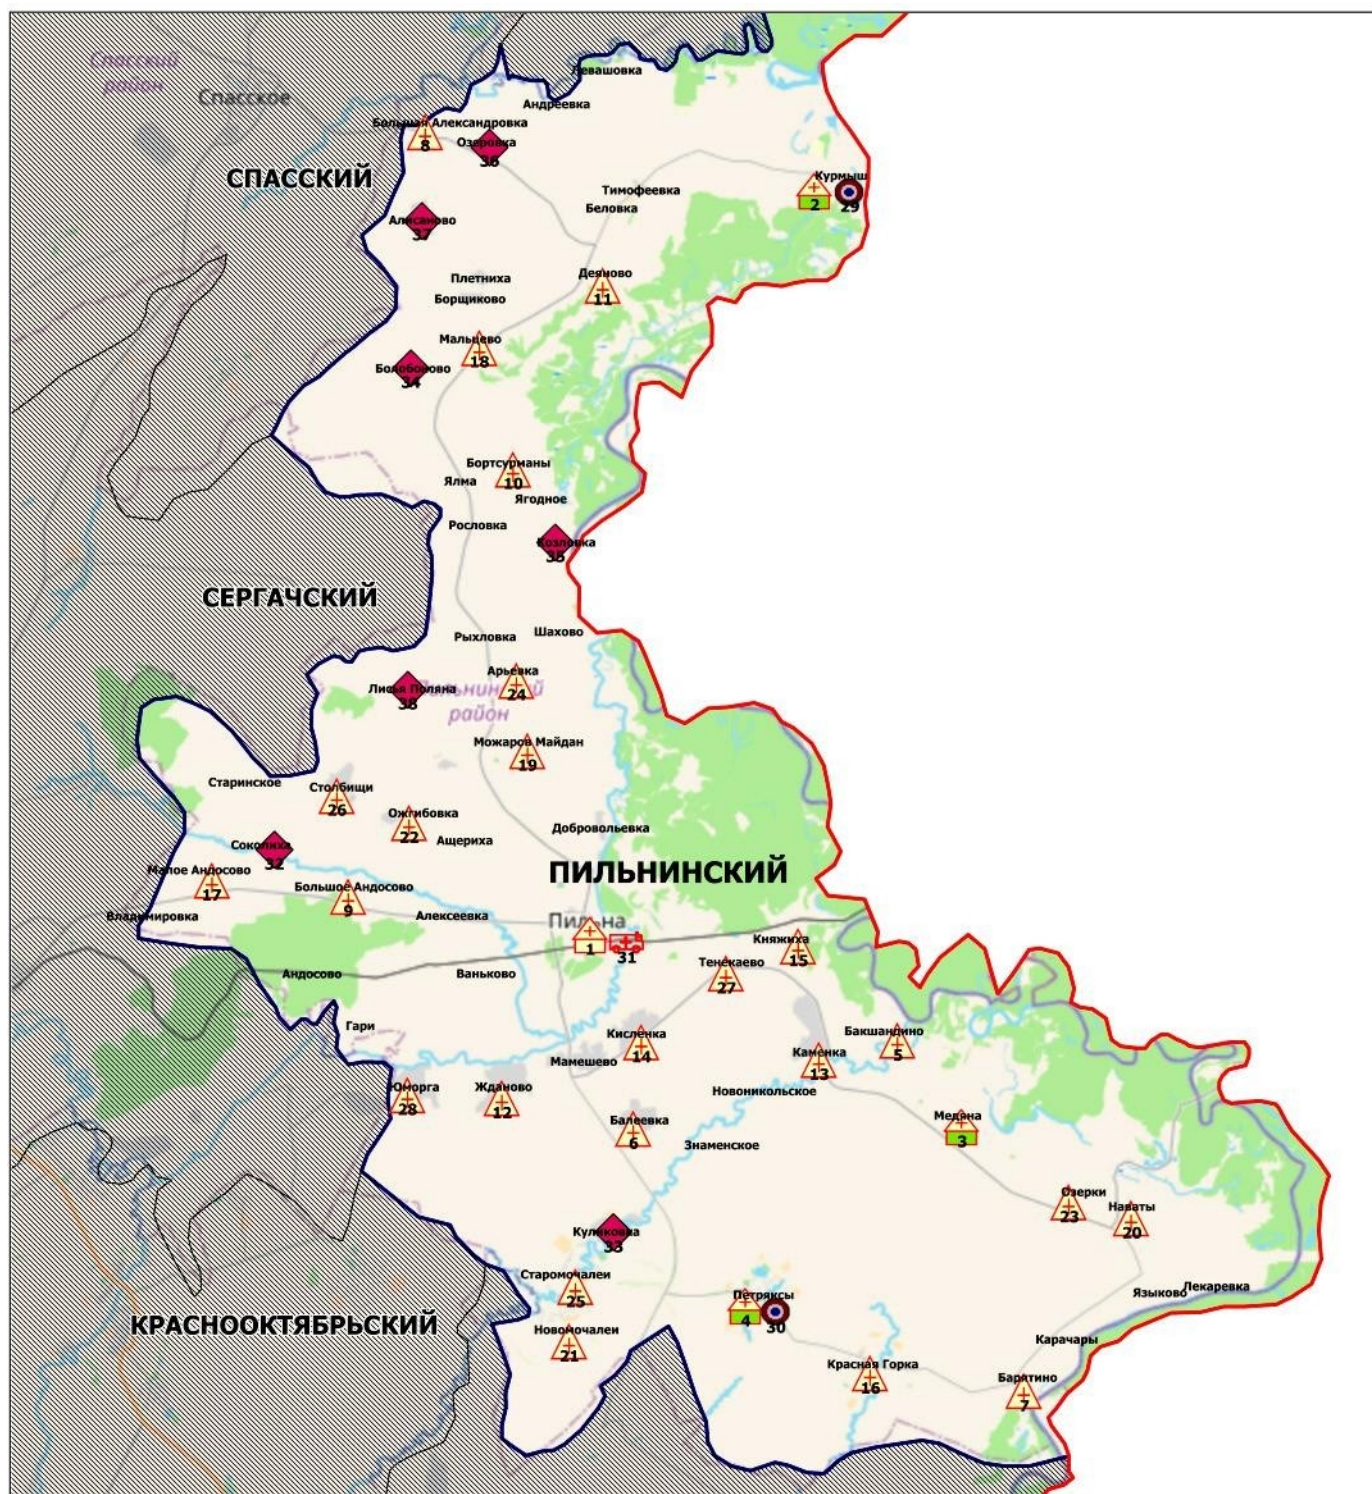 Спасский
район
Спасское
Левашовка
Андреевка
Большая Александровка
8
Озеровка
36
СПАССКИЙ
Курмыш
2
29
Тимофеевка
Беловка
Алисаново
37
Деяново
11
Плетниха
Борщиково
Мальцево
18
Болобоново
34
Бортсурманы
10
Ялма
Ягодное
Рословка
Козловка
35
СЕРГАЧСКИЙ
Шахово
Рыхловка
Арьевка
24
Лисья Поляна
38
Пильнинский
район
Можаров Майдан
19
Старинское
Столбищи
26
Ожгибовка
22
Ащериха
Добровольевка
Соколиха
32
Малое Андосово
17
ПИЛЬНИНСКИЙ
Большое Андосово
9
Владимировка
Алексеевка
Пильна
1
31
Княжиха
15
Тенекаево
27
Андосово
Ваньково
Гари
Кисленка
14
Бакшандино
5
Мамешево
Каменка
13
Юморга
28
Жданово
12
Новоникольское
Балеевка
6
Медяна
3
Знаменское
Озерки
23
Наваты
20
Куликовка
33
Старомочалеи
25
Языково
Лекаревка
Петряксы
4
30
КРАСНООКТЯБРЬСКИЙ
Новомочалеи
21
Карачары
Красная Горка
16
Барятино
7